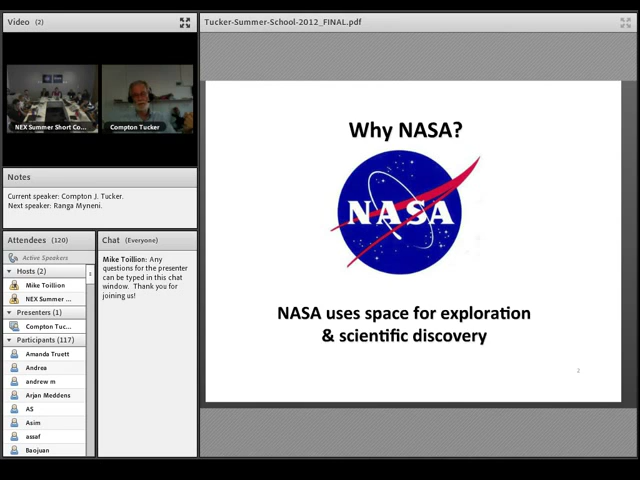 Video (2)
NEX Summer Short Co...
Compton Tucker
Notes
Current speaker: Compton J. Tucker.
Next speaker: Ranga Myneni.
Attendees (120)
Active Speakers
Hosts (2)
Mike Toillion
NEX Summer ...
Presenters (1)
Compton Tuc...
Participants (117)
Amanda Truett
Andrea
andrew m
Arjan Meddens
AS
Asim
assaf
Baojuan
Chat (Everyone)
Mike Toillion: Any
questions for the presenter
can be typed in this chat
window. Thank you for
joining us!
Tucker-Summer-School-2012_FINAL.pdf
Why NASA?
NASA
NASA uses space for exploration
& scientific discovery
2